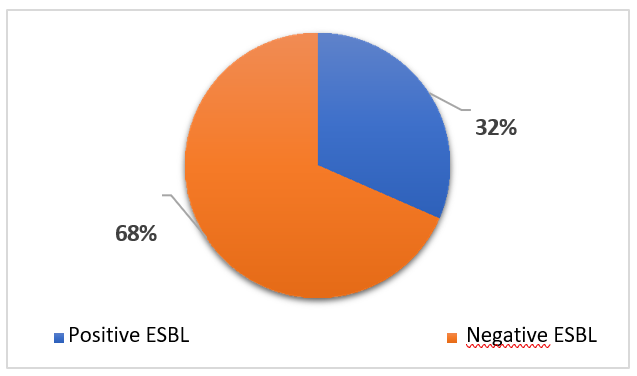 32%
68%
Positive ESBL
Negative ESBL